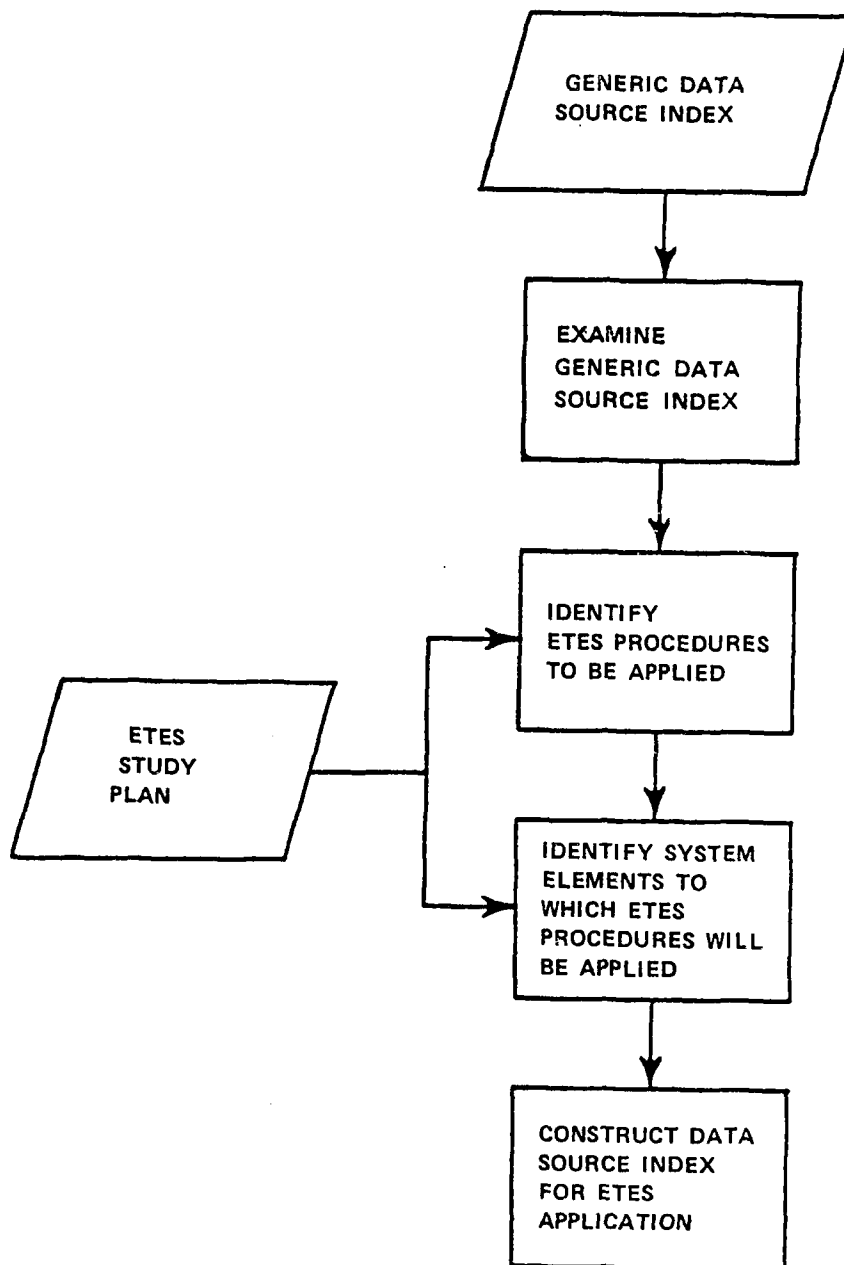 GENERIC DATA
SOURCE INDEX
EXAMINE
GENERIC DATA
SOURCE INDEX
IDENTIFY
ETES PROCEDURES
TO BE APPLIED
ETES
STUDY
PLAN
IDENTIFY SYSTEM
ELEMENTS TO
WHICH ETES
PROCEDURES WILL
BE APPLIED
CONSTRUCT DATA
SOURCE INDEX
FOR ETES
APPLICATION